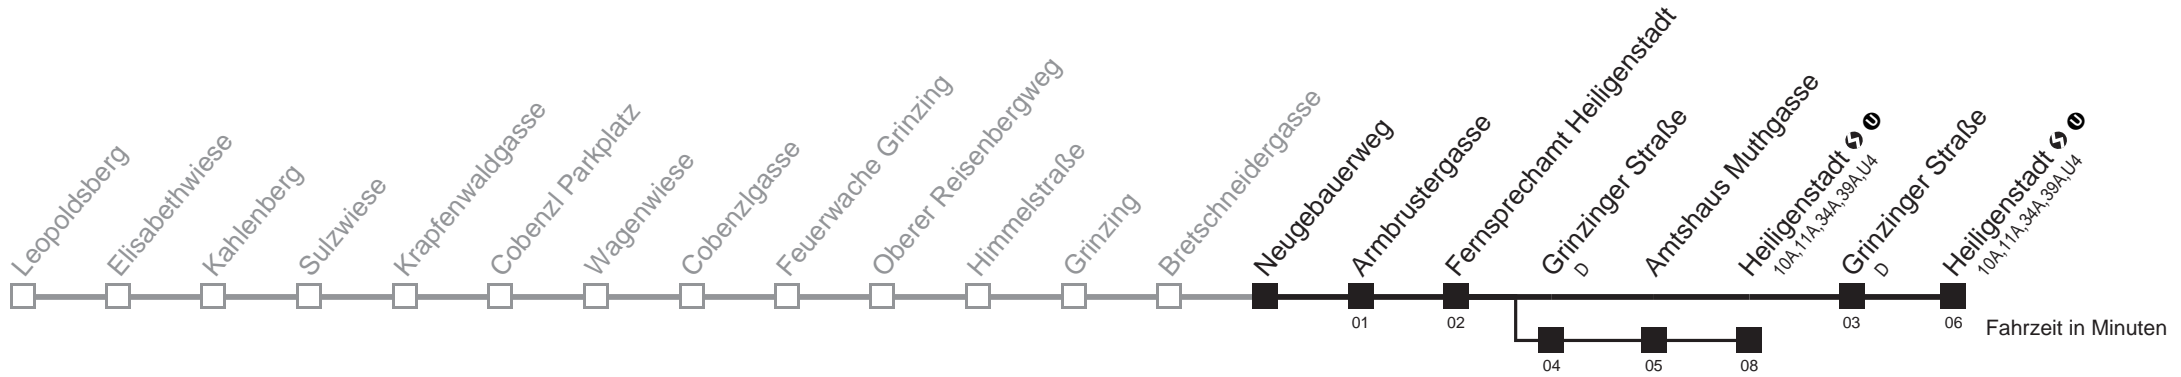 Leopoldsberg
Elisabethwiese
Kahlenberg
Sulzwiese
Krapfenwaldgasse
Cobenzl Parkplatz
Wagenwiese
Cobenzlgasse
Feuerwache Grinzing
Oberer Reisenbergweg
Himmelstraße
Grinzing
Bretschneidergasse
Neugebauerweg
Armbrustergasse
Fernsprechamt Heiligenstadt
Grinzinger Straße
D
Amtshaus Muthgasse
Heiligenstadt S U
10A,11A,34A,39A,U4
Grinzinger Straße
D
Heiligenstadt S U
10A,11A,34A,39A,U4
01
02
03
06
Fahrzeit in Minuten
04
05
08